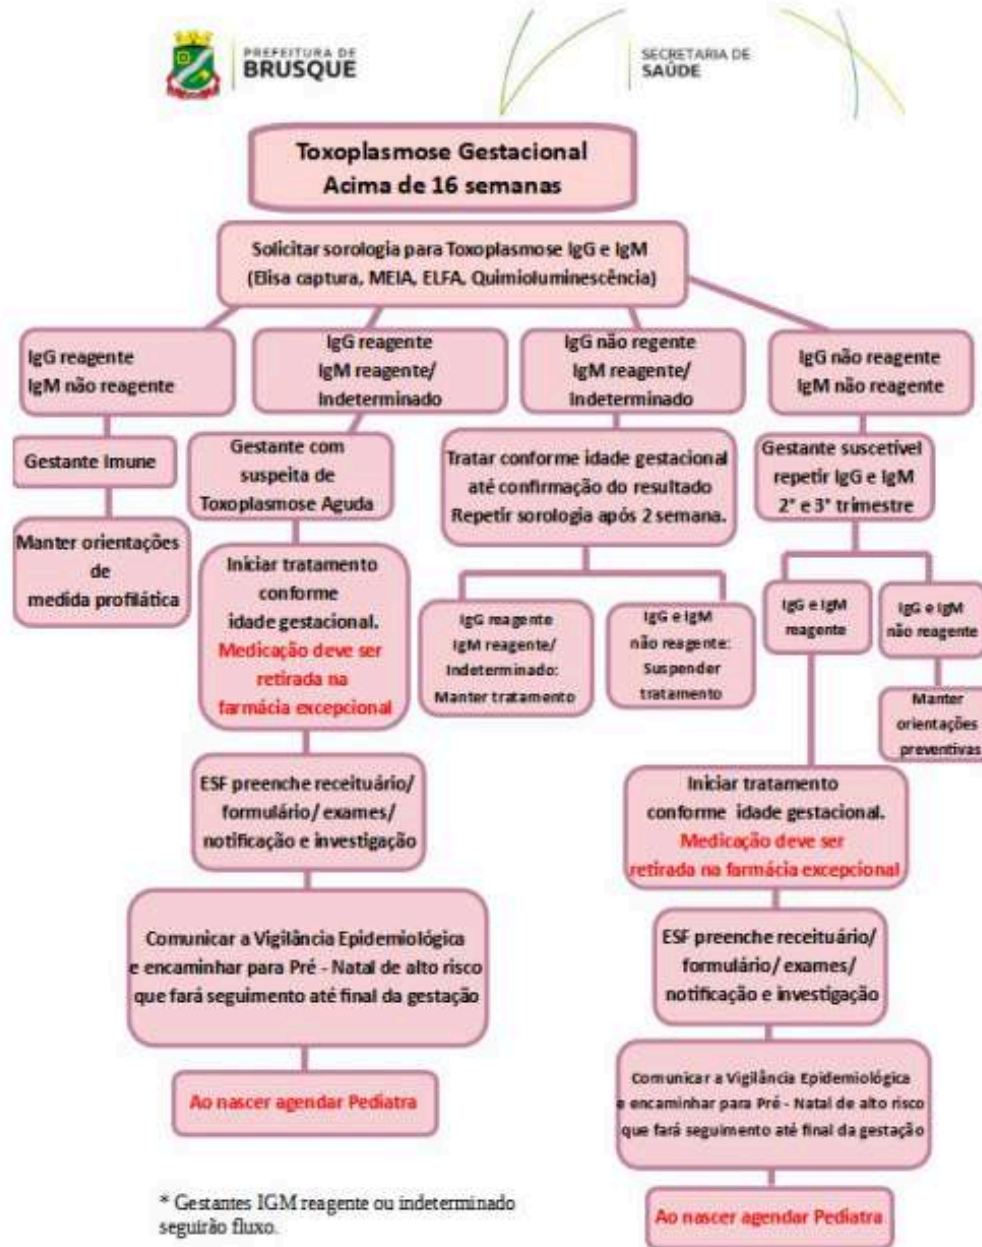 PREFEITURA DE
BRUSQUE
SECRETARIA DE
SAÚDE
Toxoplasmose Gestacional
Acima de 16 semanas
Solicitar sorologia para Toxoplasmose IgG e IgM
(Elisa captura, MEIA, ELFA, Quimioluminescência)
IgG reagente
IgM não reagente
IgG reagente
IgM reagente/
Indeterminado
IgG não regente
IgM reagente/
Indeterminado
IgG não reagente
IgM não reagente
Gestante Imune
Gestante com
suspeita de
Toxoplasmose Aguda
Tratar conforme idade gestacional
até confirmação do resultado
Repetir sorologia após 2 semana.
Gestante suscetível
repetir IgG e IgM
2° e 3° trimestre
Manter orientações
de
medida profilática
Iniciar tratamento
conforme
idade gestacional.
Medicação deve ser
retirada na
farmácia excepcional
IgG reagente
IgM reagente/
Indeterminado:
Manter tratamento
IgG e IgM
não reagente:
Suspender
tratamento
IgG e IgM
reagente
IgG e IgM
não reagente
Manter
orientações
preventivas
ESF preenche receituário/
formulário/ exames/
notificação e investigação
Iniciar tratamento
conforme idade gestacional.
Medicação deve ser
retirada na farmácia excepcional
Comunicar a Vigilância Epidemiológica
e encaminhar para Pré - Natal de alto risco
que fará seguimento até final da gestação
ESF preenche receituário/
formulário/ exames/
notificação e investigação
Ao nascer agendar Pediatra
Comunicar a Vigilância Epidemiológica
e encaminhar para Pré - Natal de alto risco
que fará seguimento até final da gestação
Ao nascer agendar Pediatra
* Gestantes IGM reagente ou indeterminado
seguirão fluxo.